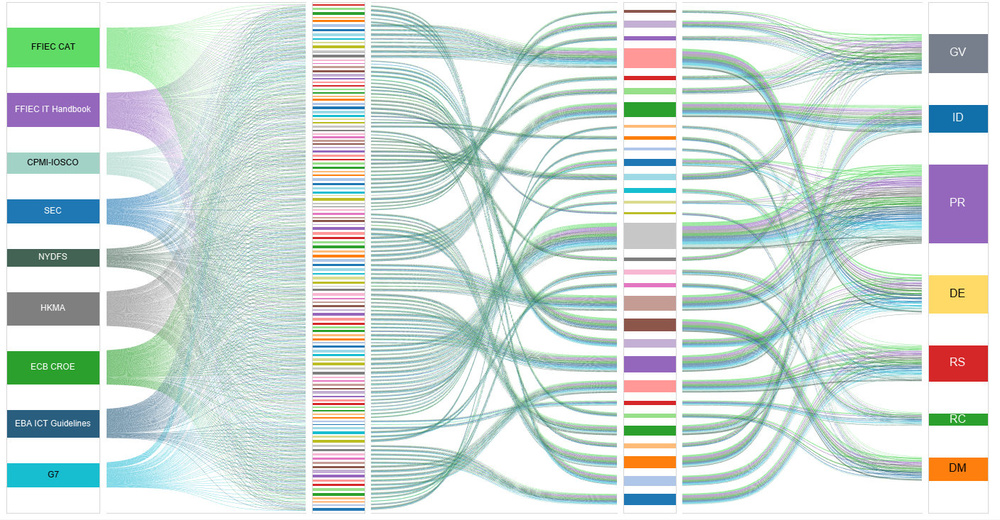 FFIEC CAT
FFIEC IT Handbook
CPMI-IOSCO
SEC
NYDFS
HKMA
ECB CROE
EBA ICT Guidelines
G7
GV
ID
PR
DE
RS
RC
DM